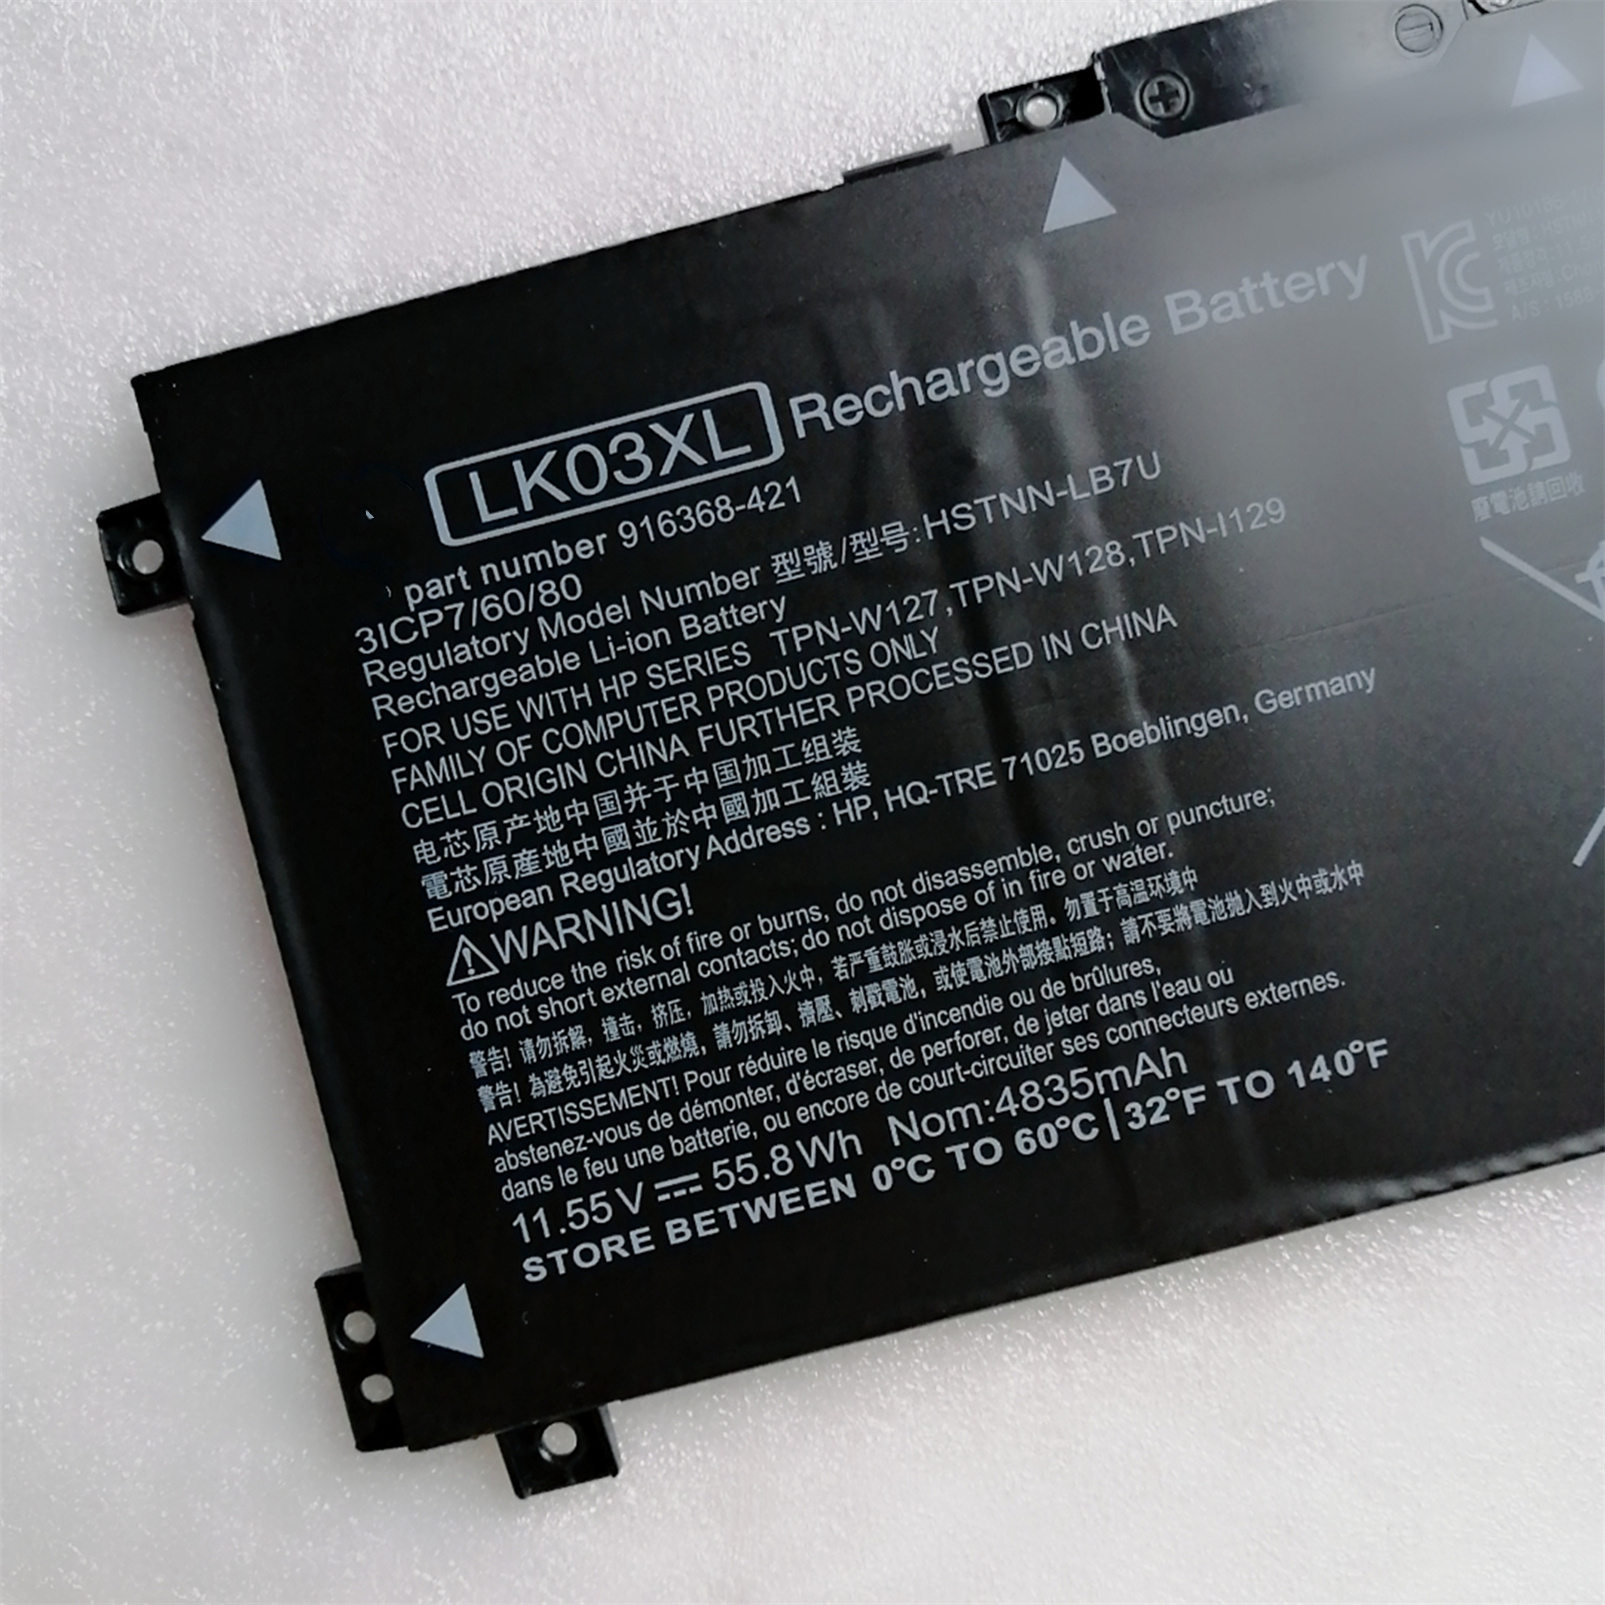 LK03XL Rechargeable Battery
part number 916368-421
3ICP7/60/80
Regulatory Model Number 型號/型号:HSTNN-LB7U
Rechargeable Li-ion Battery
FOR USE WITH HP SERIES TPN-W127,TPN-W128,TPN-I129
FAMILY OF COMPUTER PRODUCTS ONLY
CELL ORIGIN CHINA FURTHER PROCESSED IN CHINA
电芯原产地中国并于中国加工组装
電芯原產地中國並於中國加工組裝
European Regulatory Address : HP, HQ-TRE 71025 Boeblingen, Germany
WARNING!
To reduce the risk of fire or burns, do not disassemble, crush or puncture;
do not short external contacts; do not dispose of in fire or water.
警告! 请勿拆解，撞击，挤压，加热或投入火中，若严重鼓胀或浸水后禁止使用。勿置于高温环境中
警告! 為避免引起火災或燃燒，請勿拆卸、擠壓、刺戳電池，或使電池外部接點短路；請不要將電池拋入到火中或水中
AVERTISSEMENT! Pour réduire le risque d'incendie ou de brûlures,
abstenez-vous de démonter, d'écraser, de perforer, de jeter dans l'eau ou
dans le feu une batterie, ou encore de court-circuiter ses connecteurs externes.
11.55V 55.8Wh Nom:4835mAh
STORE BETWEEN 0°C TO 60°C|32°F TO 140°F
A/S : 1588
廢電池請回收